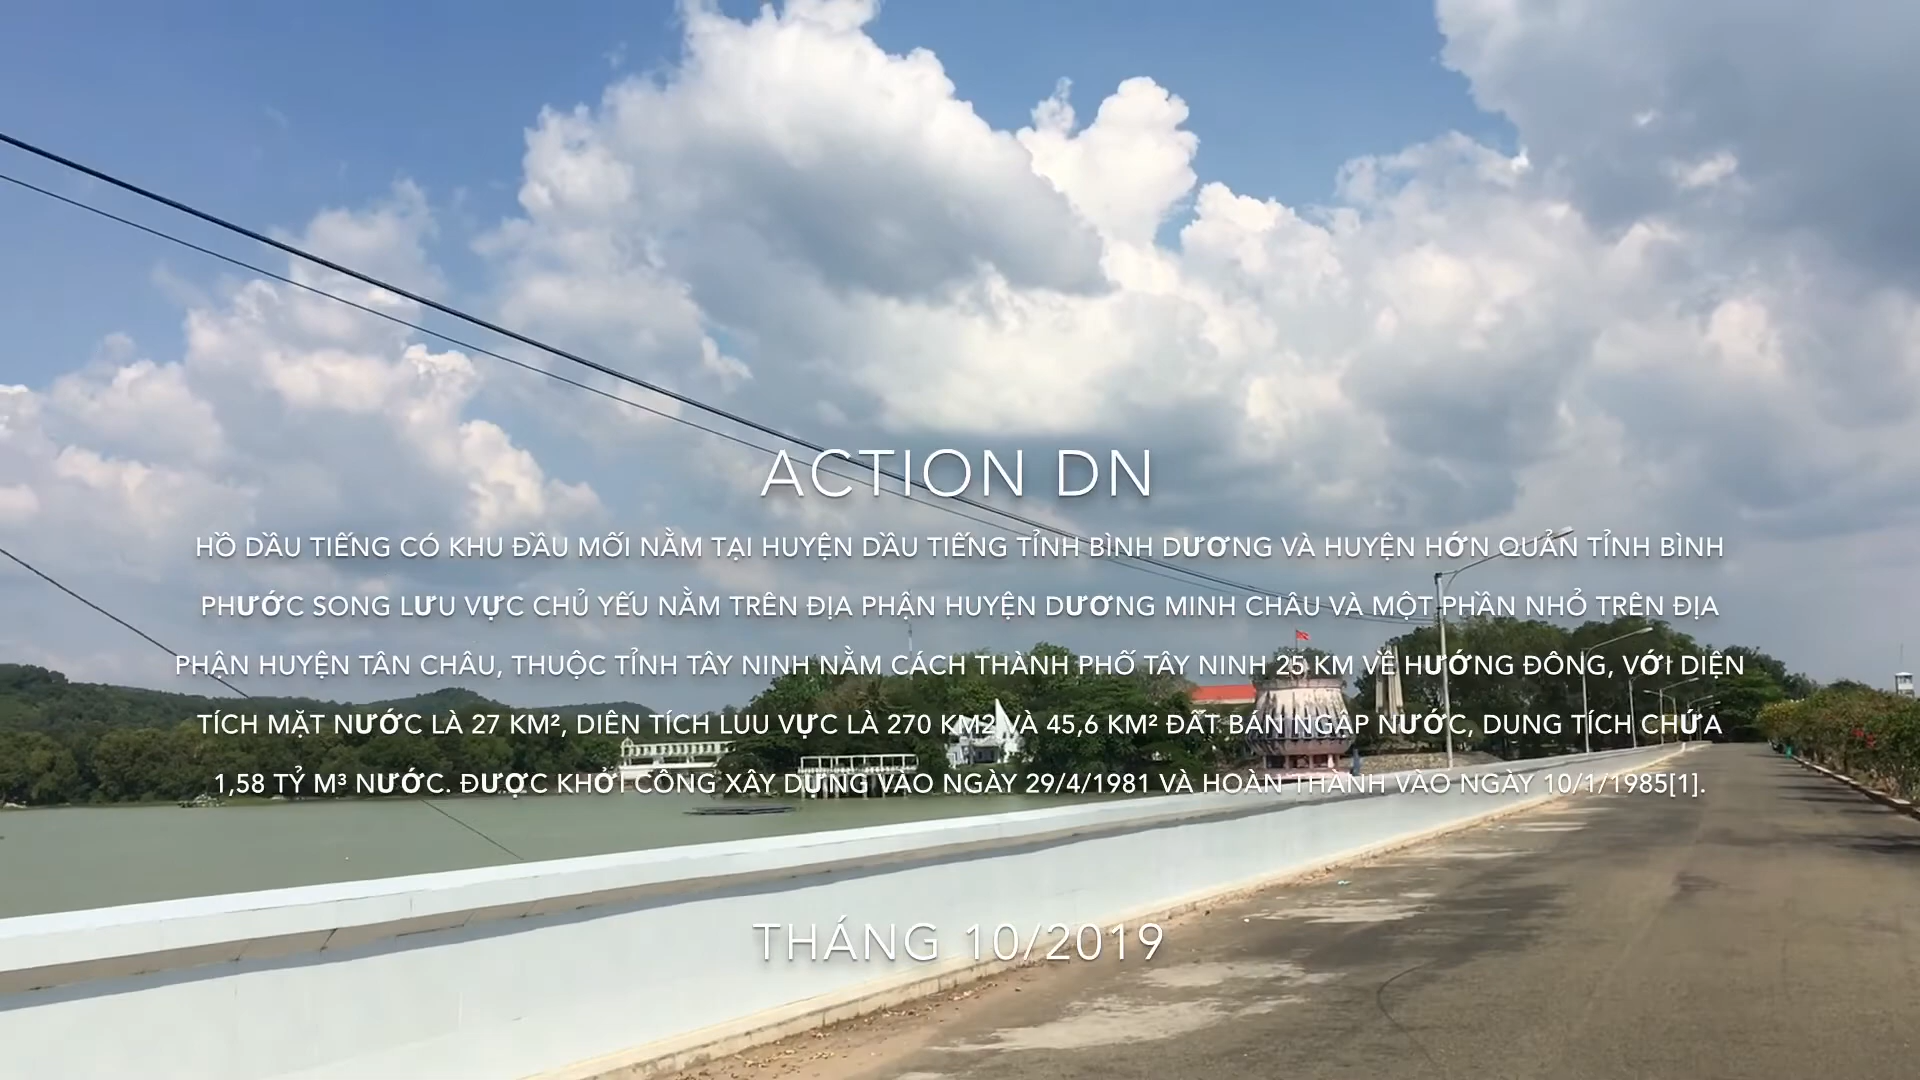 ACTION DN
HỒ DẦU TIẾNG CÓ KHU ĐẦU MỐI NẰM TẠI HUYỆN DẦU TIẾNG TỈNH BÌNH DƯƠNG VÀ HUYỆN HỚN QUẢN TỈNH BÌNH
PHƯỚC SONG LƯU VỰC CHỦ YẾU NẰM TRÊN ĐỊA PHẬN HUYỆN DƯƠNG MINH CHÂU VÀ MỘT PHẦN NHỎ TRÊN ĐỊA
PHẬN HUYỆN TÂN CHÂU, THUỘC TỈNH TÂY NINH NẰM CÁCH THÀNH PHỐ TÂY NINH 25 KM VỀ HƯỚNG ĐÔNG, VỚI DIỆN
TÍCH MẶT NƯỚC LÀ 27 KM², DIÊN TÍCH LUU VỰC LÀ 270 KM2 VÀ 45,6 KM² ĐẤT BÁN NGẬP NƯỚC, DUNG TÍCH CHỨA
1,58 TỶ M³ NƯỚC. ĐƯỢC KHỞI CÔNG XÂY DỰNG VÀO NGÀY 29/4/1981 VÀ HOÀN THÀNH VÀO NGÀY 10/1/1985[1].
THÁNG 10/2019